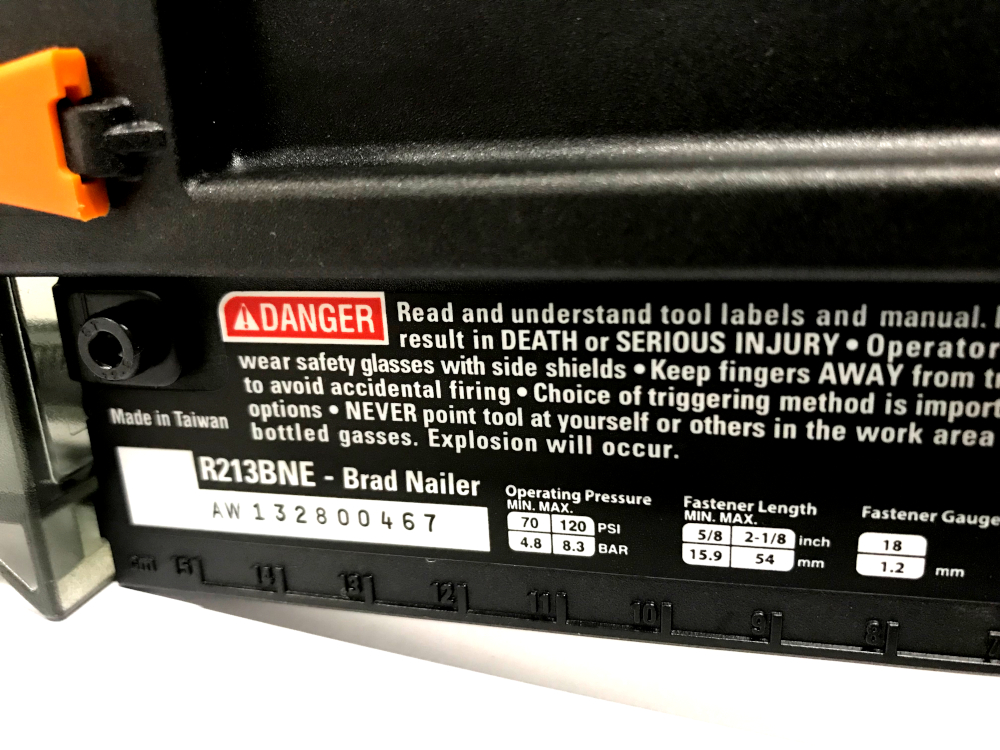 DANGER
Read and understand tool labels and manual.
result in DEATH or SERIOUS INJURY • Operator
wear safety glasses with side shields • Keep fingers AWAY from
to avoid accidental firing • Choice of triggering method is
options • NEVER point tool at yourself or others in the work area
bottled gasses. Explosion will occur.
Made in Taiwan
R213BNE - Brad Nailer
AW132800467
Operating Pressure
MIN. MAX.
70 120 PSI
4.8 8.3 BAR
Fastener Length
MIN. MAX.
5/8 2-1/8 inch
15.9 54 mm
Fastener Gauge
18
1.2 mm
cm 15 14 13 12 11 10 9 8